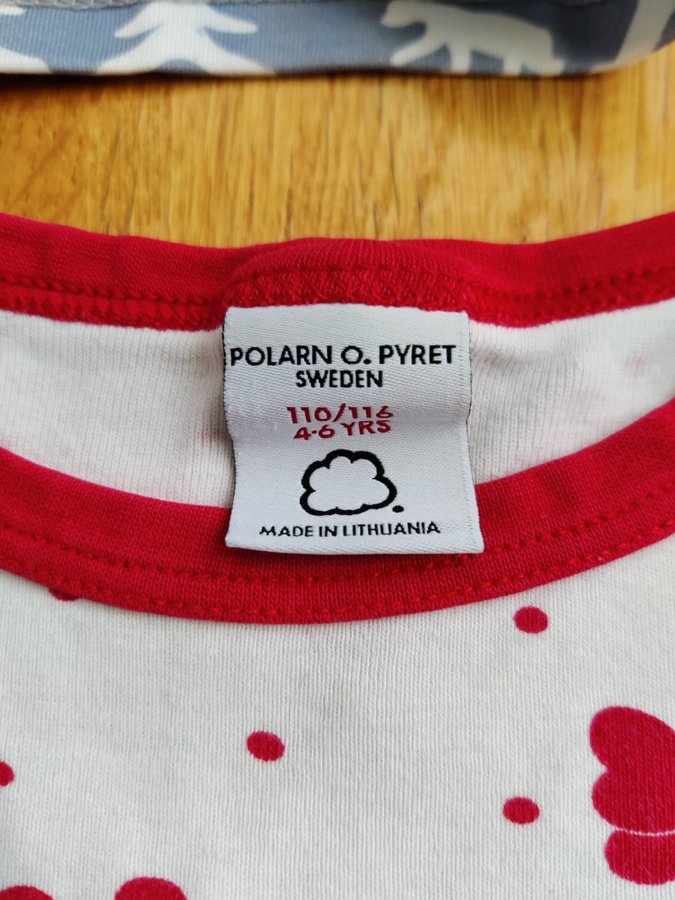 POLARN O. PYRET
SWEDEN
110/116
4-6 YRS
MADE IN LITHUANIA